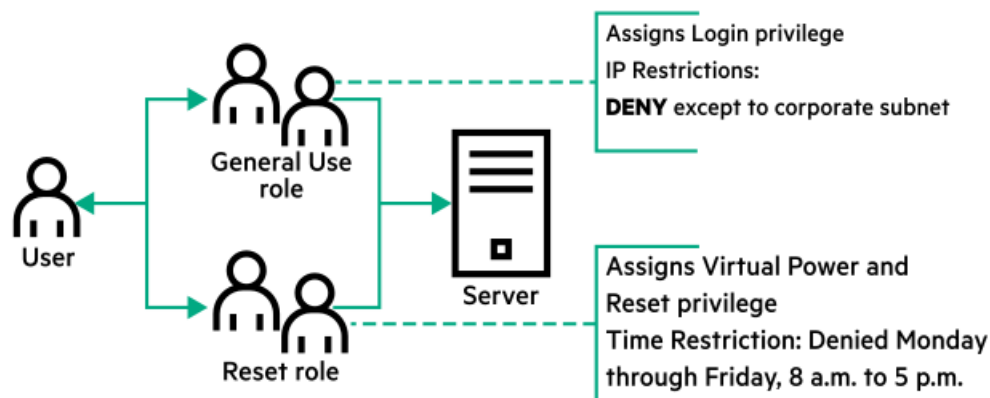 Assigns Login privilege
IP Restrictions:
DENY except to corporate subnet
General Use
role
User
Server
Reset role
Assigns Virtual Power and
Reset privilege
Time Restriction: Denied Monday
through Friday, 8 a.m. to 5 p.m.